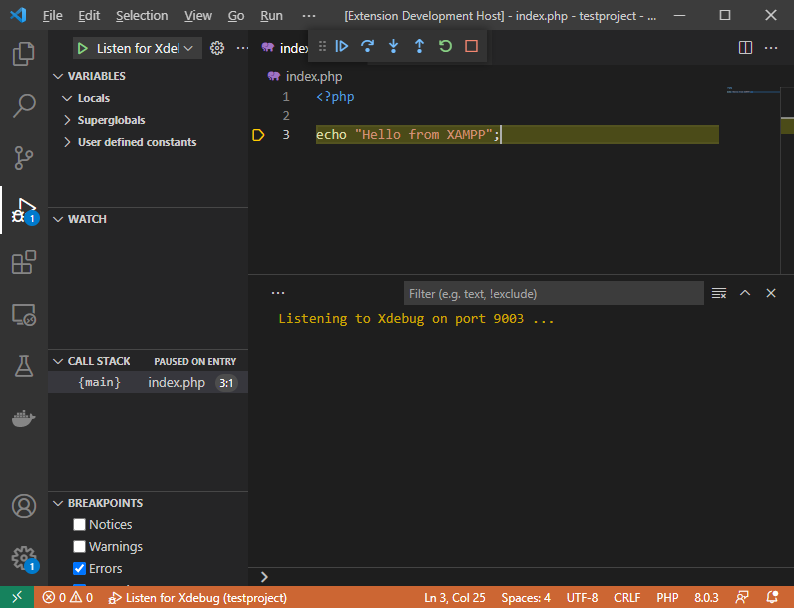 File Edit Selection View Go Run ··· [Extension Development Host] - index.php - testproject - ...
Listen for Xde
VARIABLES
Locals
Superglobals
User defined constants
WATCH
CALL STACK PAUSED ON ENTRY
{main} index.php 3:1
BREAKPOINTS
Notices
Warnings
Errors
index.php
1 <?php
2
3 echo "Hello from XAMPP";
Filter (e.g. text, !exclude)
Listening to Xdebug on port 9003 ...
1
1
0 0 Listen for Xdebug (testproject) Ln 3, Col 25 Spaces: 4 UTF-8 CRLF PHP 8.0.3